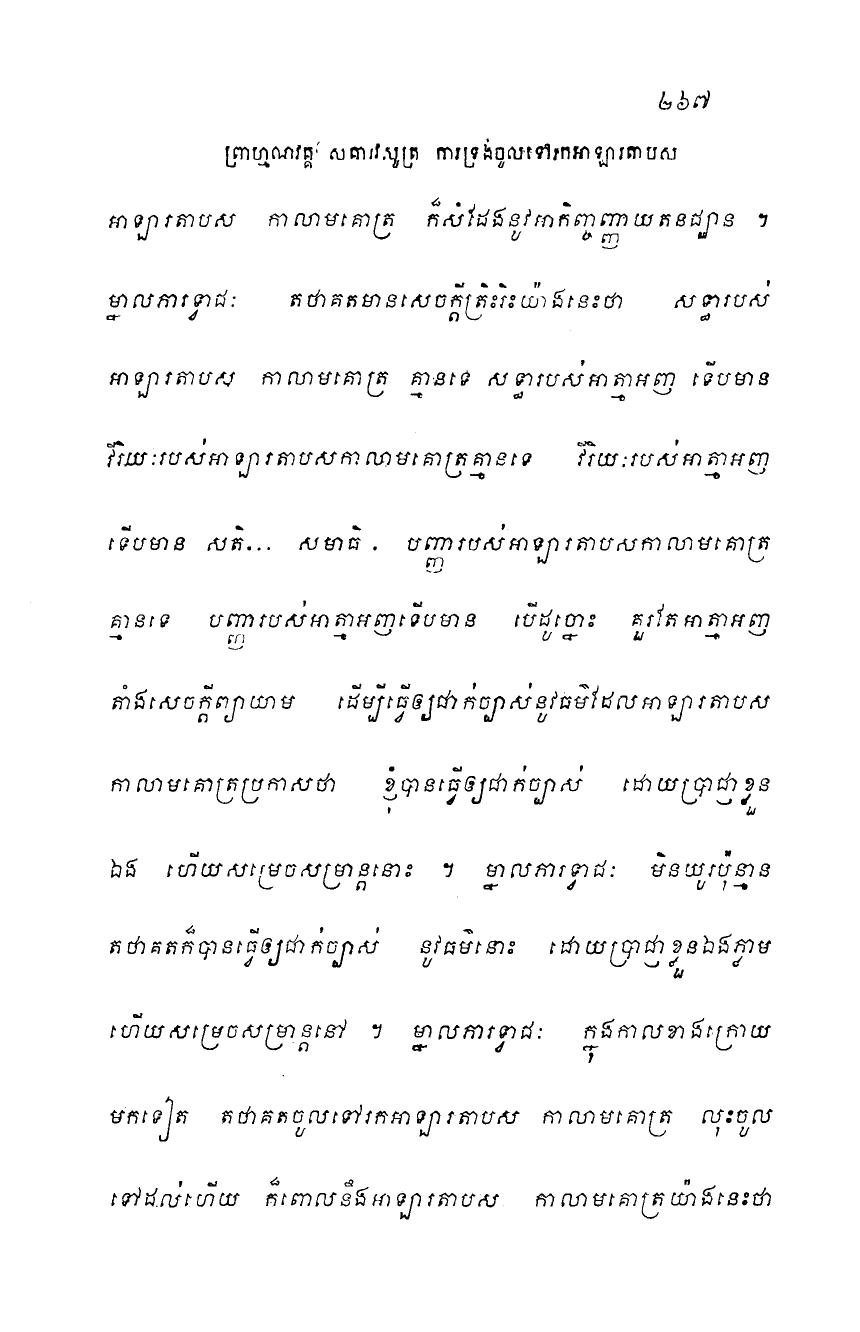 ២៦៧
ព្រាហ្មណវគ្គ៍ សគារវសូត្រ ការទ្រង់ចូលទៅរកអាឡារតាបស
អាឡារតាបស កាលាមគោត្រ ក៏សំដែងនូវអាកិញ្ចញ្ញាយតនជ្ឈាន ។
ម្នាលភារទ្វាជៈ តថាគតមានសេចក្តីត្រិះរិះយ៉ាងនេះថា សទ្ធារបស់
អាឡារតាបស កាលាមគោត្រ គ្មានទេ សទ្ធារបស់អាត្មាអញ ទើបមាន
វីរិយៈរបស់អាឡារតាបសកាលាមគោត្រគ្មានទេ វីរិយៈរបស់អាត្មាអញ
ទើបមាន សតិ... សមាធិ . បញ្ញារបស់អាឡារតាបសកាលាមគោត្រ
គ្មានទេ បញ្ញារបស់អាត្មាអញទើបមាន បើដូច្នោះ គួរតែអាត្មាអញ
តាំងសេចក្តីព្យាយាម ដើម្បីធ្វើឲ្យជាក់ច្បាស់នូវធម៌ដែលអាឡារតាបស
កាលាមគោត្រប្រកាសថា ខ្ញុំបានធ្វើឲ្យជាក់ច្បាស់ ដោយប្រាជ្ញាខ្លួន
ឯង ហើយសម្រេចសម្រាន្តនោះ ។ ម្នាលភារទ្វាជៈ មិនយូរប៉ុន្មាន
តថាគតក៏បានធ្វើឲ្យជាក់ច្បាស់ នូវធម៌នោះ ដោយប្រាជ្ញាខ្លួនឯងភ្លាម
ហើយសម្រេចសម្រាន្តនៅ ។ ម្នាលភារទ្វាជៈ ក្នុងកាលខាងក្រោយ
មកទៀត តថាគតចូលទៅរកអាឡារតាបស កាលាមគោត្រ លុះចូល
ទៅដល់ហើយ ក៏ពោលនឹងអាឡារតាបស កាលាមគោត្រយ៉ាងនេះថា